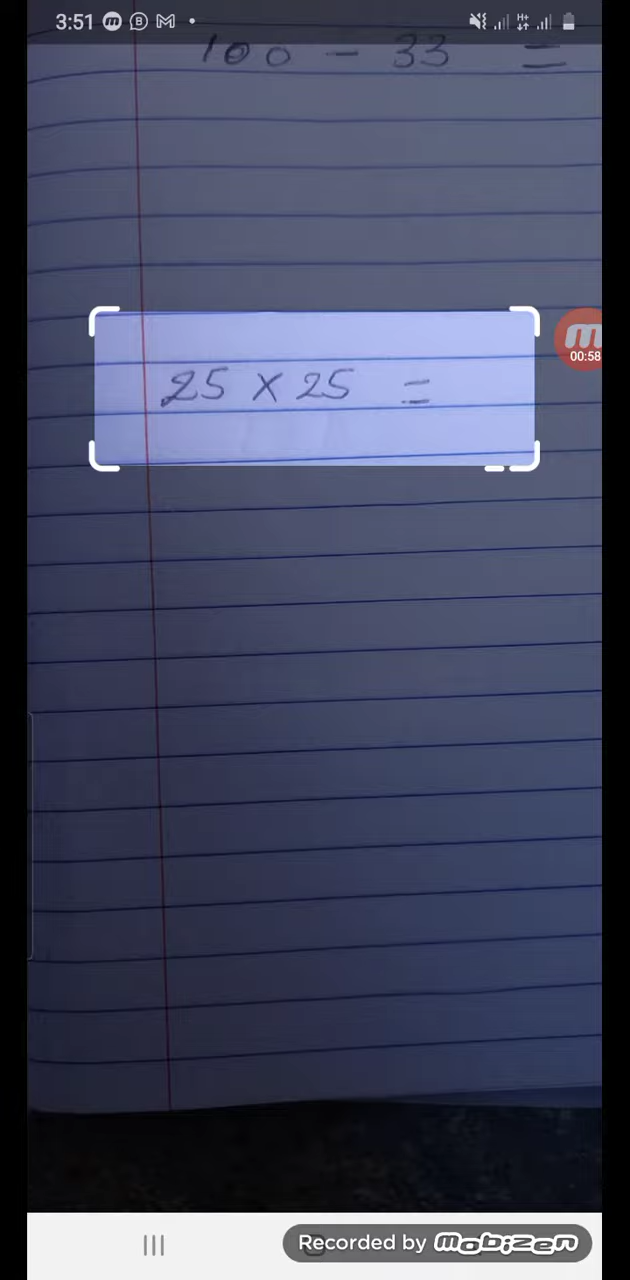 3:51
100 - 33 =
25 x 25 =
00:58
Recorded by mobizen